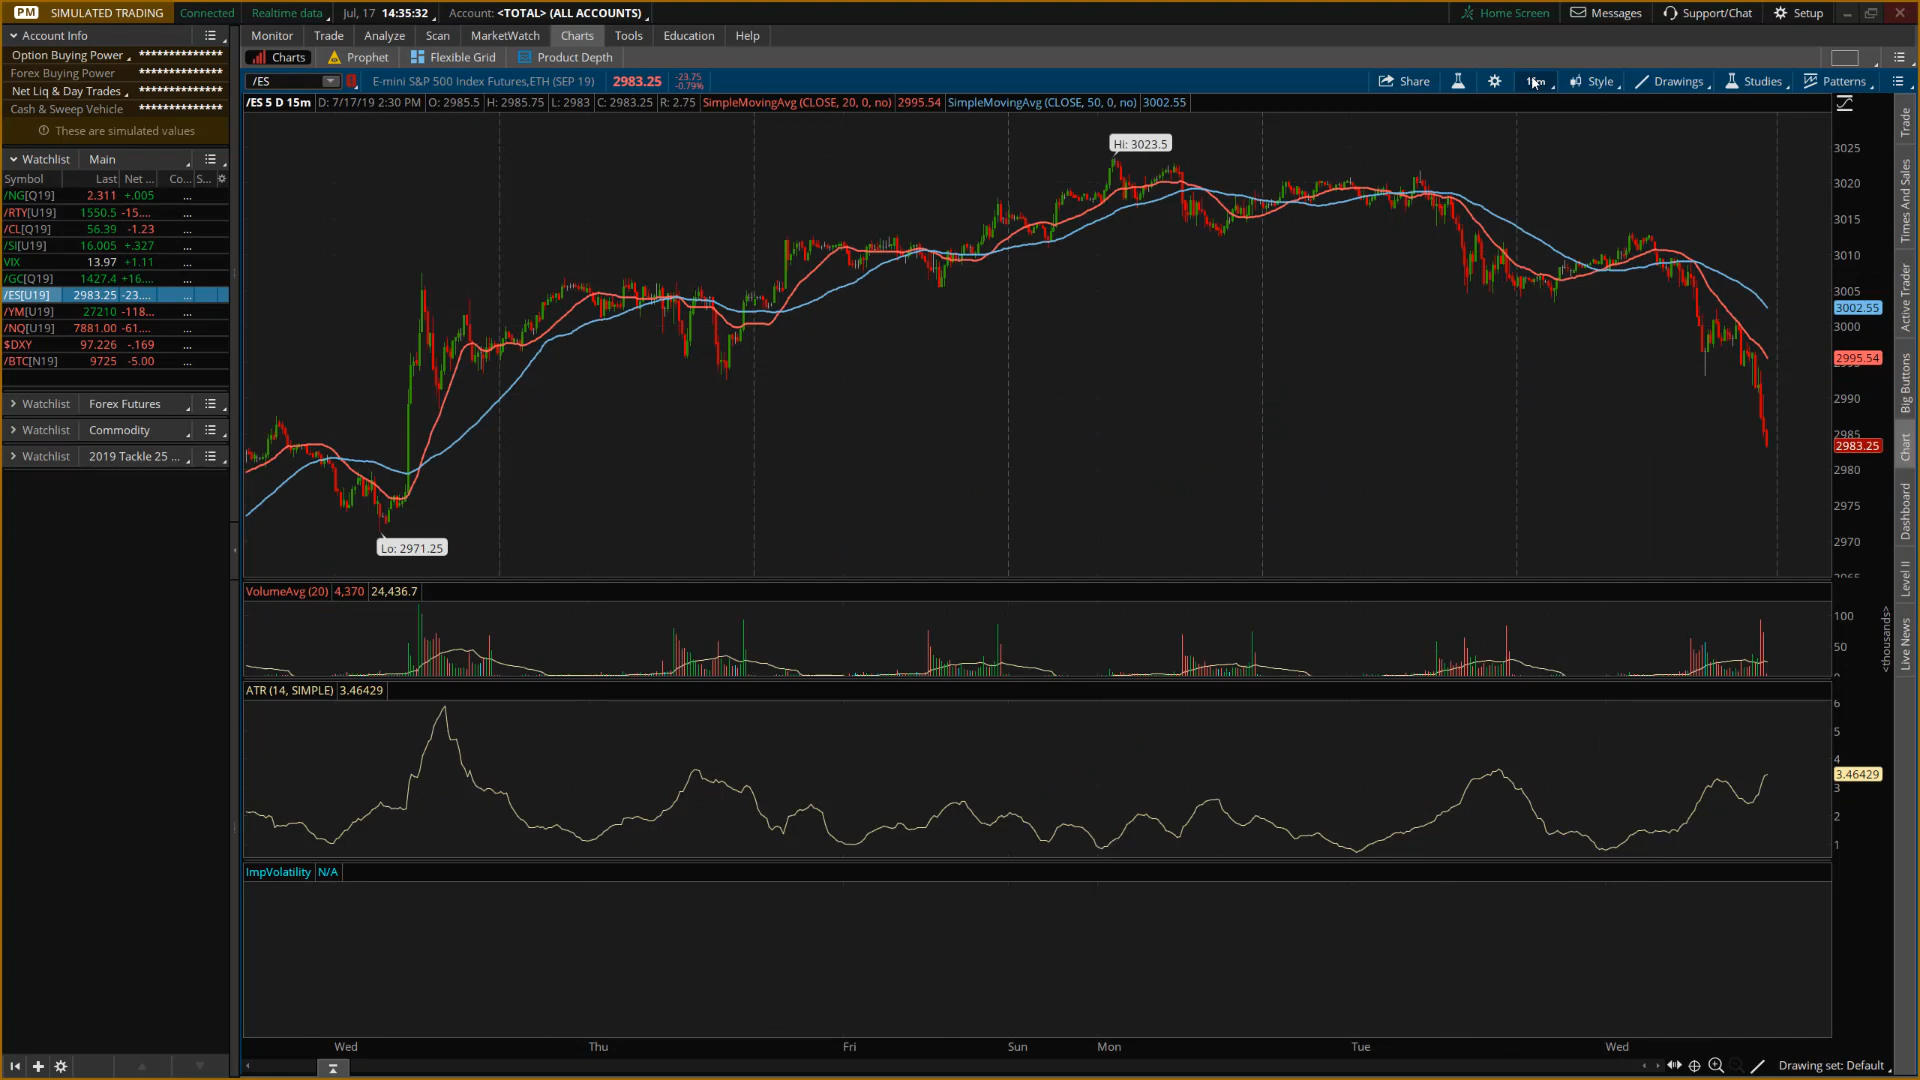 PM SIMULATED TRADING Connected Realtime data Jul, 17 14:35:32 Account: <TOTAL> (ALL ACCOUNTS) Home Screen Messages Support/Chat Setup
Account Info
Option Buying Power **************
Forex Buying Power **************
Net Liq & Day Trades **************
Cash & Sweep Vehicle **************
These are simulated values
Watchlist Main
Symbol Last Net ... Co... S...
/NG[Q19] 2.311 +.005 ...
/RTY[U19] 1550.5 -15.... ...
/CL[Q19] 56.39 -1.23 ...
/SI[U19] 16.005 +.327 ...
VIX 13.97 +1.11 ...
/GC[Q19] 1427.4 +16.... ...
/ES[U19] 2983.25 -23.... ...
/YM[U19] 27210 -118... ...
/NQ[U19] 7881.00 -61.... ...
$DXY 97.226 -.169 ...
/BTC[N19] 9725 -5.00 ...
Watchlist Forex Futures
Watchlist Commodity
Watchlist 2019 Tackle 25 ...
Monitor Trade Analyze Scan MarketWatch Charts Tools Education Help
Charts Prophet Flexible Grid Product Depth
/ES E-mini S&P 500 Index Futures,ETH (SEP 19) 2983.25 -23.75
-0.79%
Share Style Drawings Studies Patterns
/ES 5 D 15m D: 7/17/19 2:30 PM O: 2985.5 H: 2985.75 L: 2983 C: 2983.25 R: 2.75 SimpleMovingAvg (CLOSE, 20, 0, no) 2995.54 SimpleMovingAvg (CLOSE, 50, 0, no) 3002.55
Hi: 3023.5
Lo: 2971.25
3025
3020
3015
3010
3005
3002.55
3000
2995.54
2990
2985
2983.25
2980
2975
2970
VolumeAvg (20) 4,370 24,436.7
100
50
<thousands>
ATR (14, SIMPLE) 3.46429
6
5
4
3.46429
3
2
1
ImpVolatility N/A
Wed Thu Fri Sun Mon Tue Wed
Drawing set: Default
Trade
Times And Sales
Active Trader
Big Buttons
Chart
Dashboard
Level II
Live News